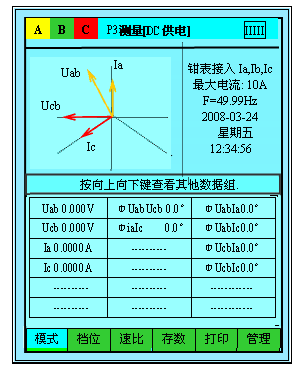 A B C P3测量[DC 供电]
Ia
Uab
Ucb
Ic
钳表接入 Ia,Ib,Ic
最大电流: 10A
F=49.99Hz
2008-03-24
星期五
12:34:56
按向上向下键查看其他数据组.
Uab 0.000V Φ Uab Ucb 0.0° Φ UabIa0.0°
Ucb 0.000V Φ iaIc 0.0° Φ UcbIc0.0°
Ia 0.0000A ---------- Φ UcbIa0.0°
Ic 0.0000A ---------- Φ UcbIc0.0°
---------- ---------- ----------
---------- ---------- ----------
模式 档位 速比 存数 打印 管理